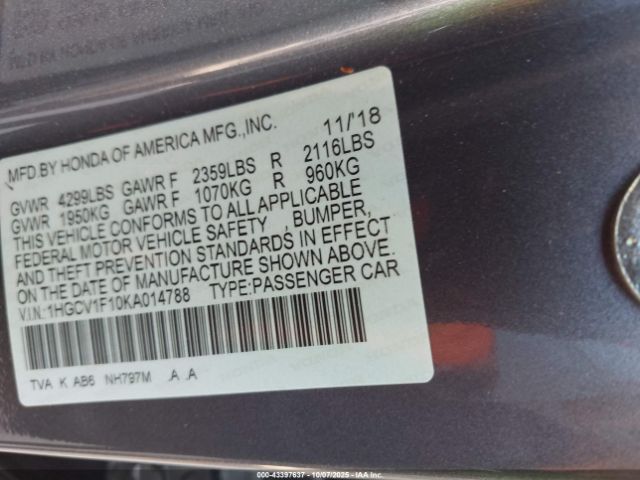 MFD.BY HONDA OF AMERICA MFG.,INC. 11/'18
GVWR 4299LBS GAWR F 2359LBS R 2116LBS
GVWR 1950KG GAWR F 1070KG R 960KG
THIS VEHICLE CONFORMS TO ALL APPLICABLE
FEDERAL MOTOR VEHICLE SAFETY , BUMPER,
AND THEFT PREVENTION STANDARDS IN EFFECT
ON THE DATE OF MANUFACTURE SHOWN ABOVE.
V.I.N.:1HGCV1F10KA014788 TYPE:PASSENGER CAR
TVA K AB6 NH797M .A .A
000-43397637 - 10/07/2025 - IAA Inc.